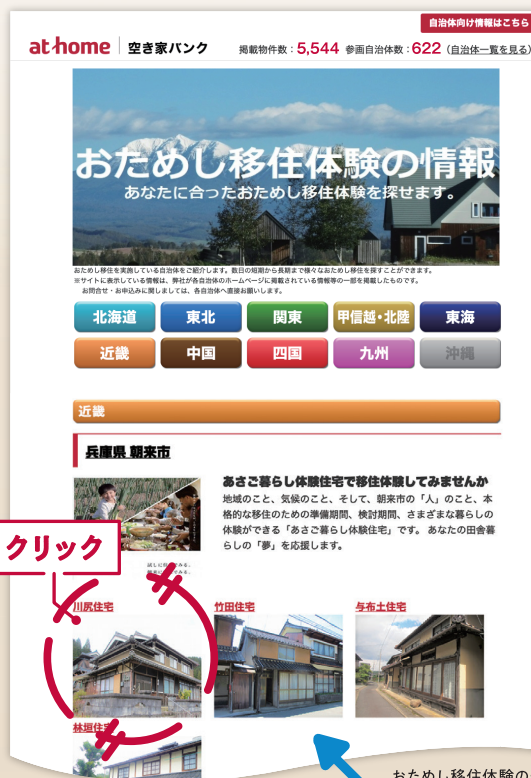 自治体向け情報はこちら
at home 空き家バンク 掲載物件数：5,544 参画自治体数：622（自治体一覧を見る）
おためし移住体験の情報
あなたに合ったおためし移住体験を探せます。
おためし移住を実施している自治体をご紹介します。数日の短期から長期まで様々なおためし移住を探すことができます。
※サイトに表示している情報は、弊社が各自治体のホームページに掲載されている情報等の一部を掲載したものです。
お問合せ・お申込みに関しましては、各自治体へ直接お願いします。
北海道 東北 関東 甲信越・北陸 東海
近畿 中国 四国 九州 沖縄
近畿
兵庫県 朝来市
あさご暮らし体験住宅で移住体験してみませんか
地域のこと、気候のこと、そして、朝来市の「人」のこと、本
格的な移住のための準備期間、検討期間、さまざまな暮らしの
体験ができる「あさご暮らし体験住宅」です。 あなたの田舎暮
らしの「夢」を応援します。
クリック
川尻住宅 竹田住宅 与布土住宅
林垣住宅
おためし移住体験の